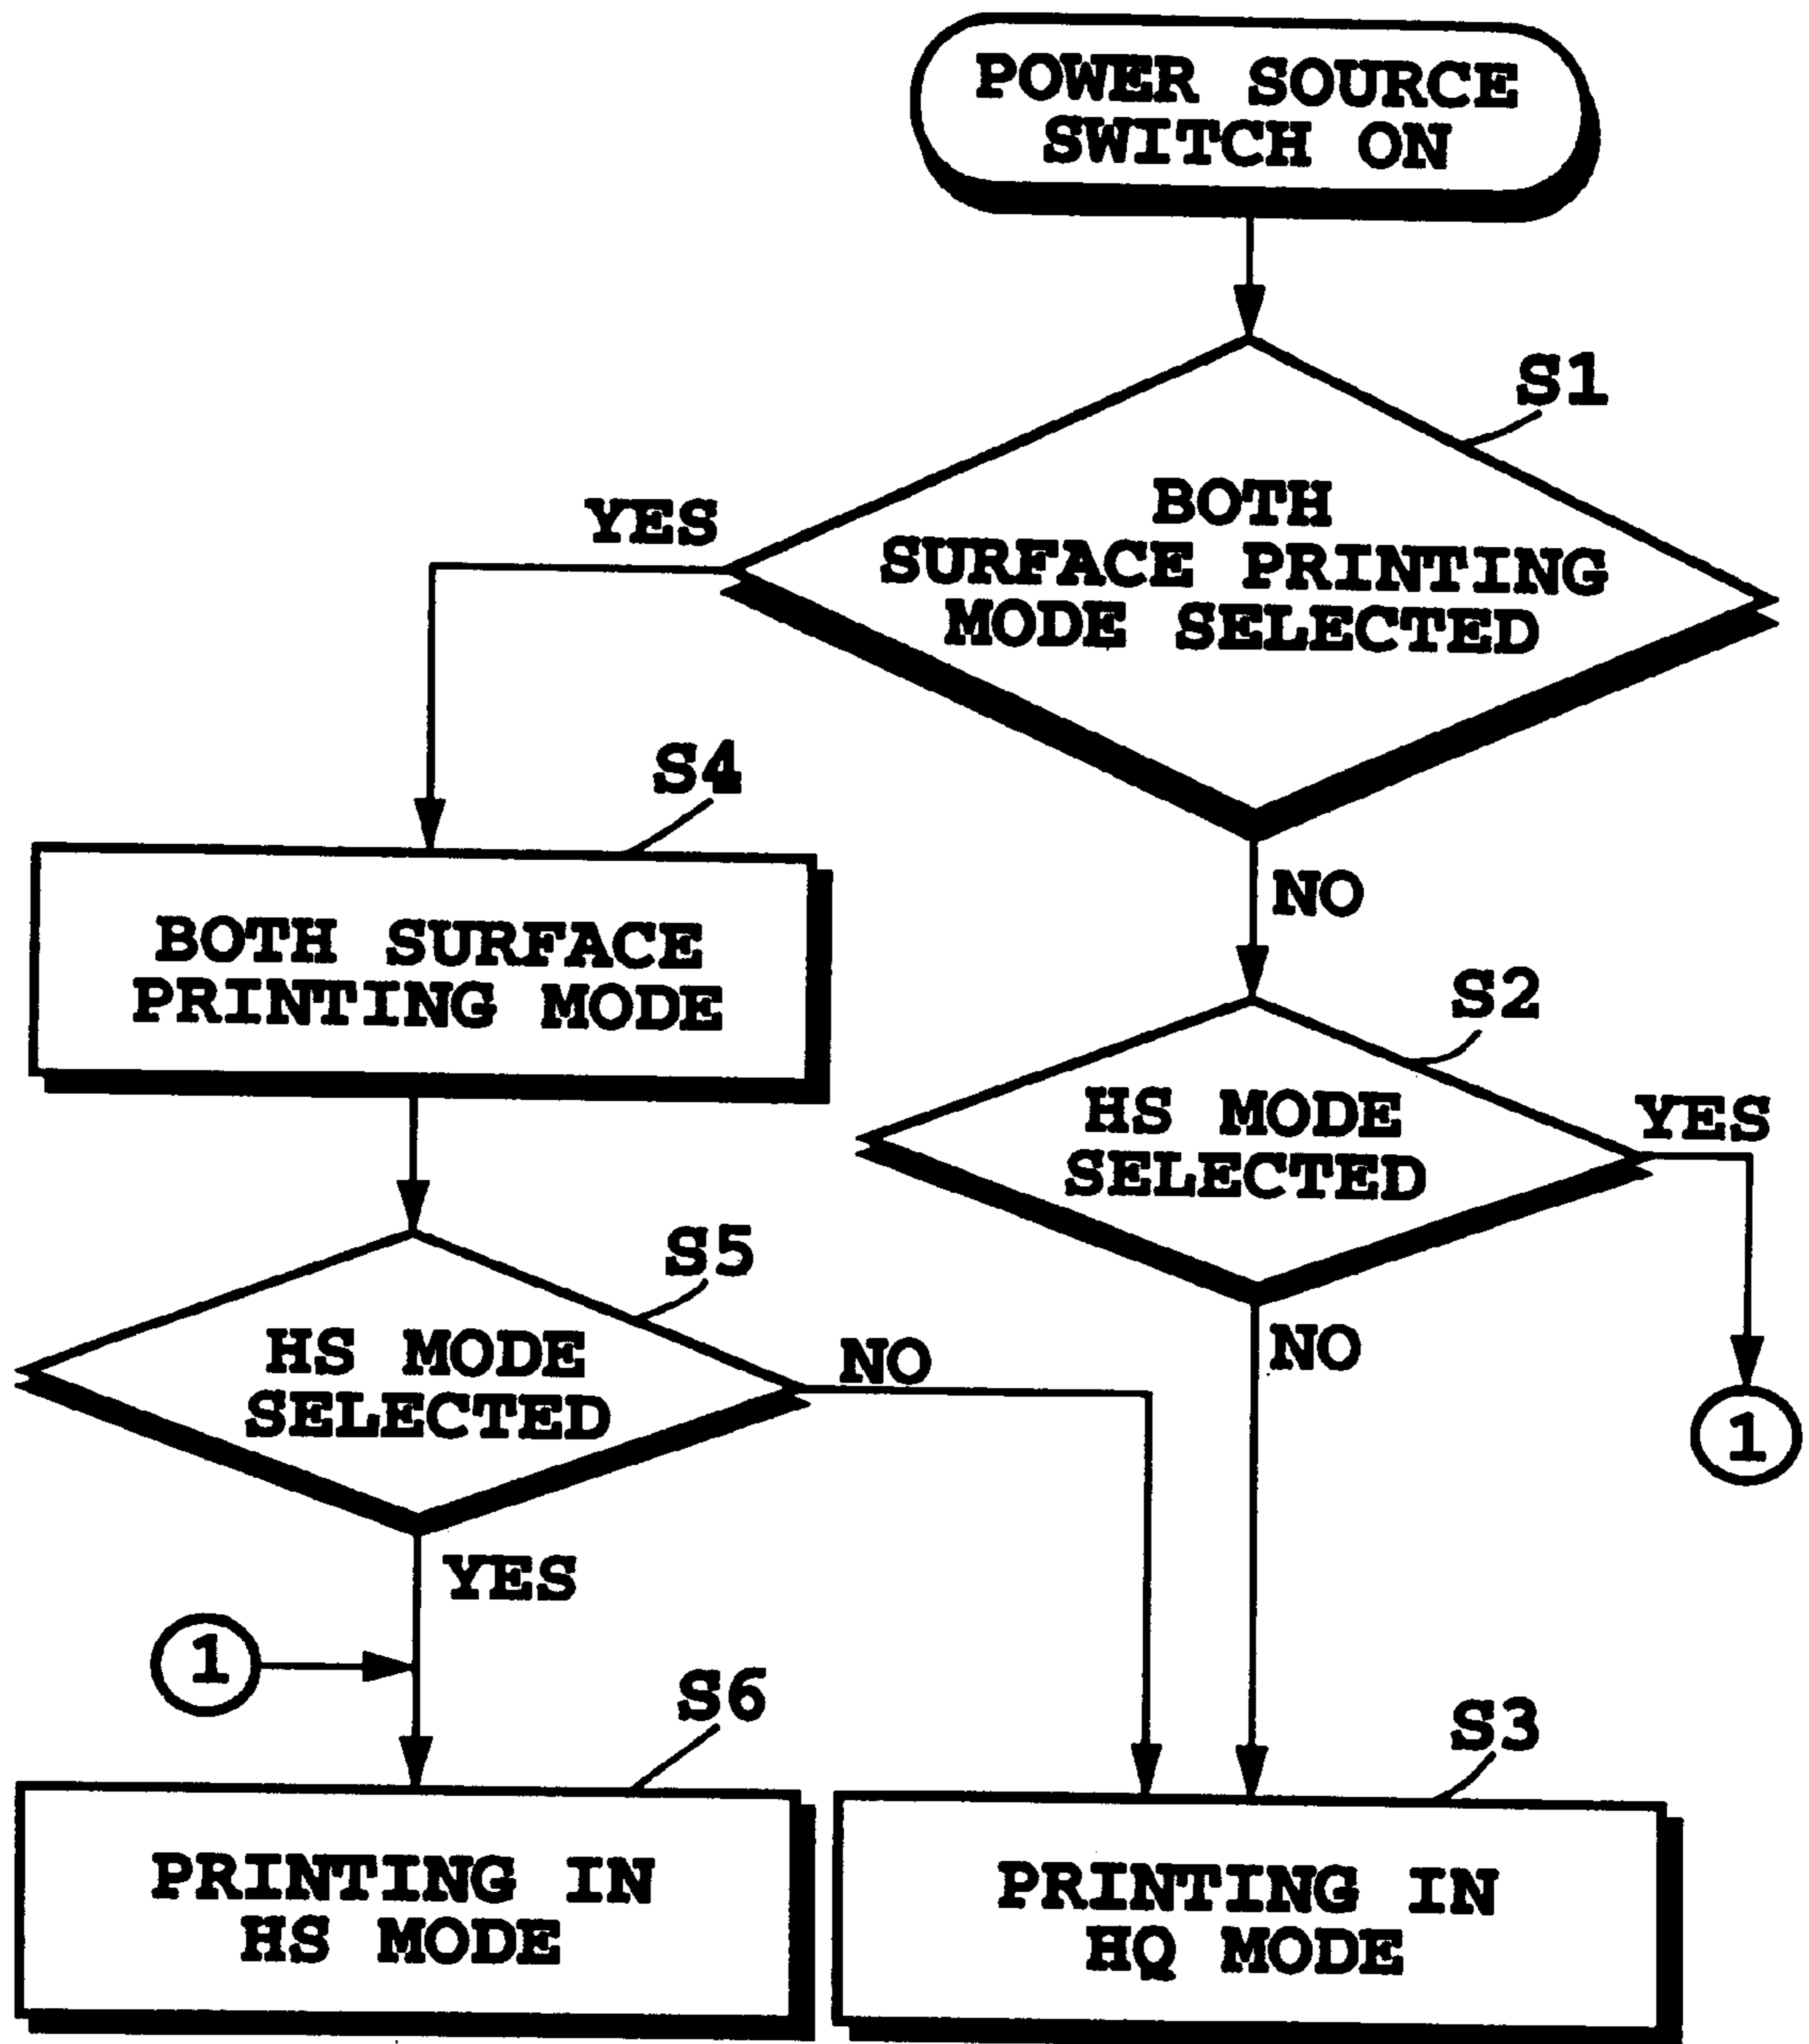 POWER SOURCE
SWITCH ON
S1
BOTH
SURFACE PRINTING
MODE SELECTED
YES
NO
S4
BOTH SURFACE
PRINTING MODE
S2
HS MODE
SELECTED
YES
NO
1
S5
HS MODE
SELECTED
NO
YES
1
S6
PRINTING IN
HS MODE
S3
PRINTING IN
HQ MODE